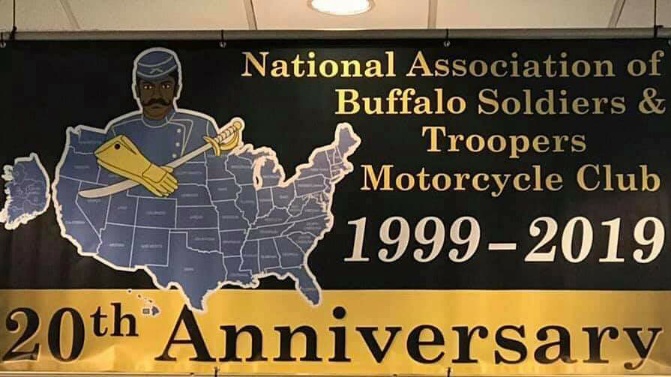 National Association of
Buffalo Soldiers &
Troopers
Motorcycle Club
1999–2019
20th Anniversary